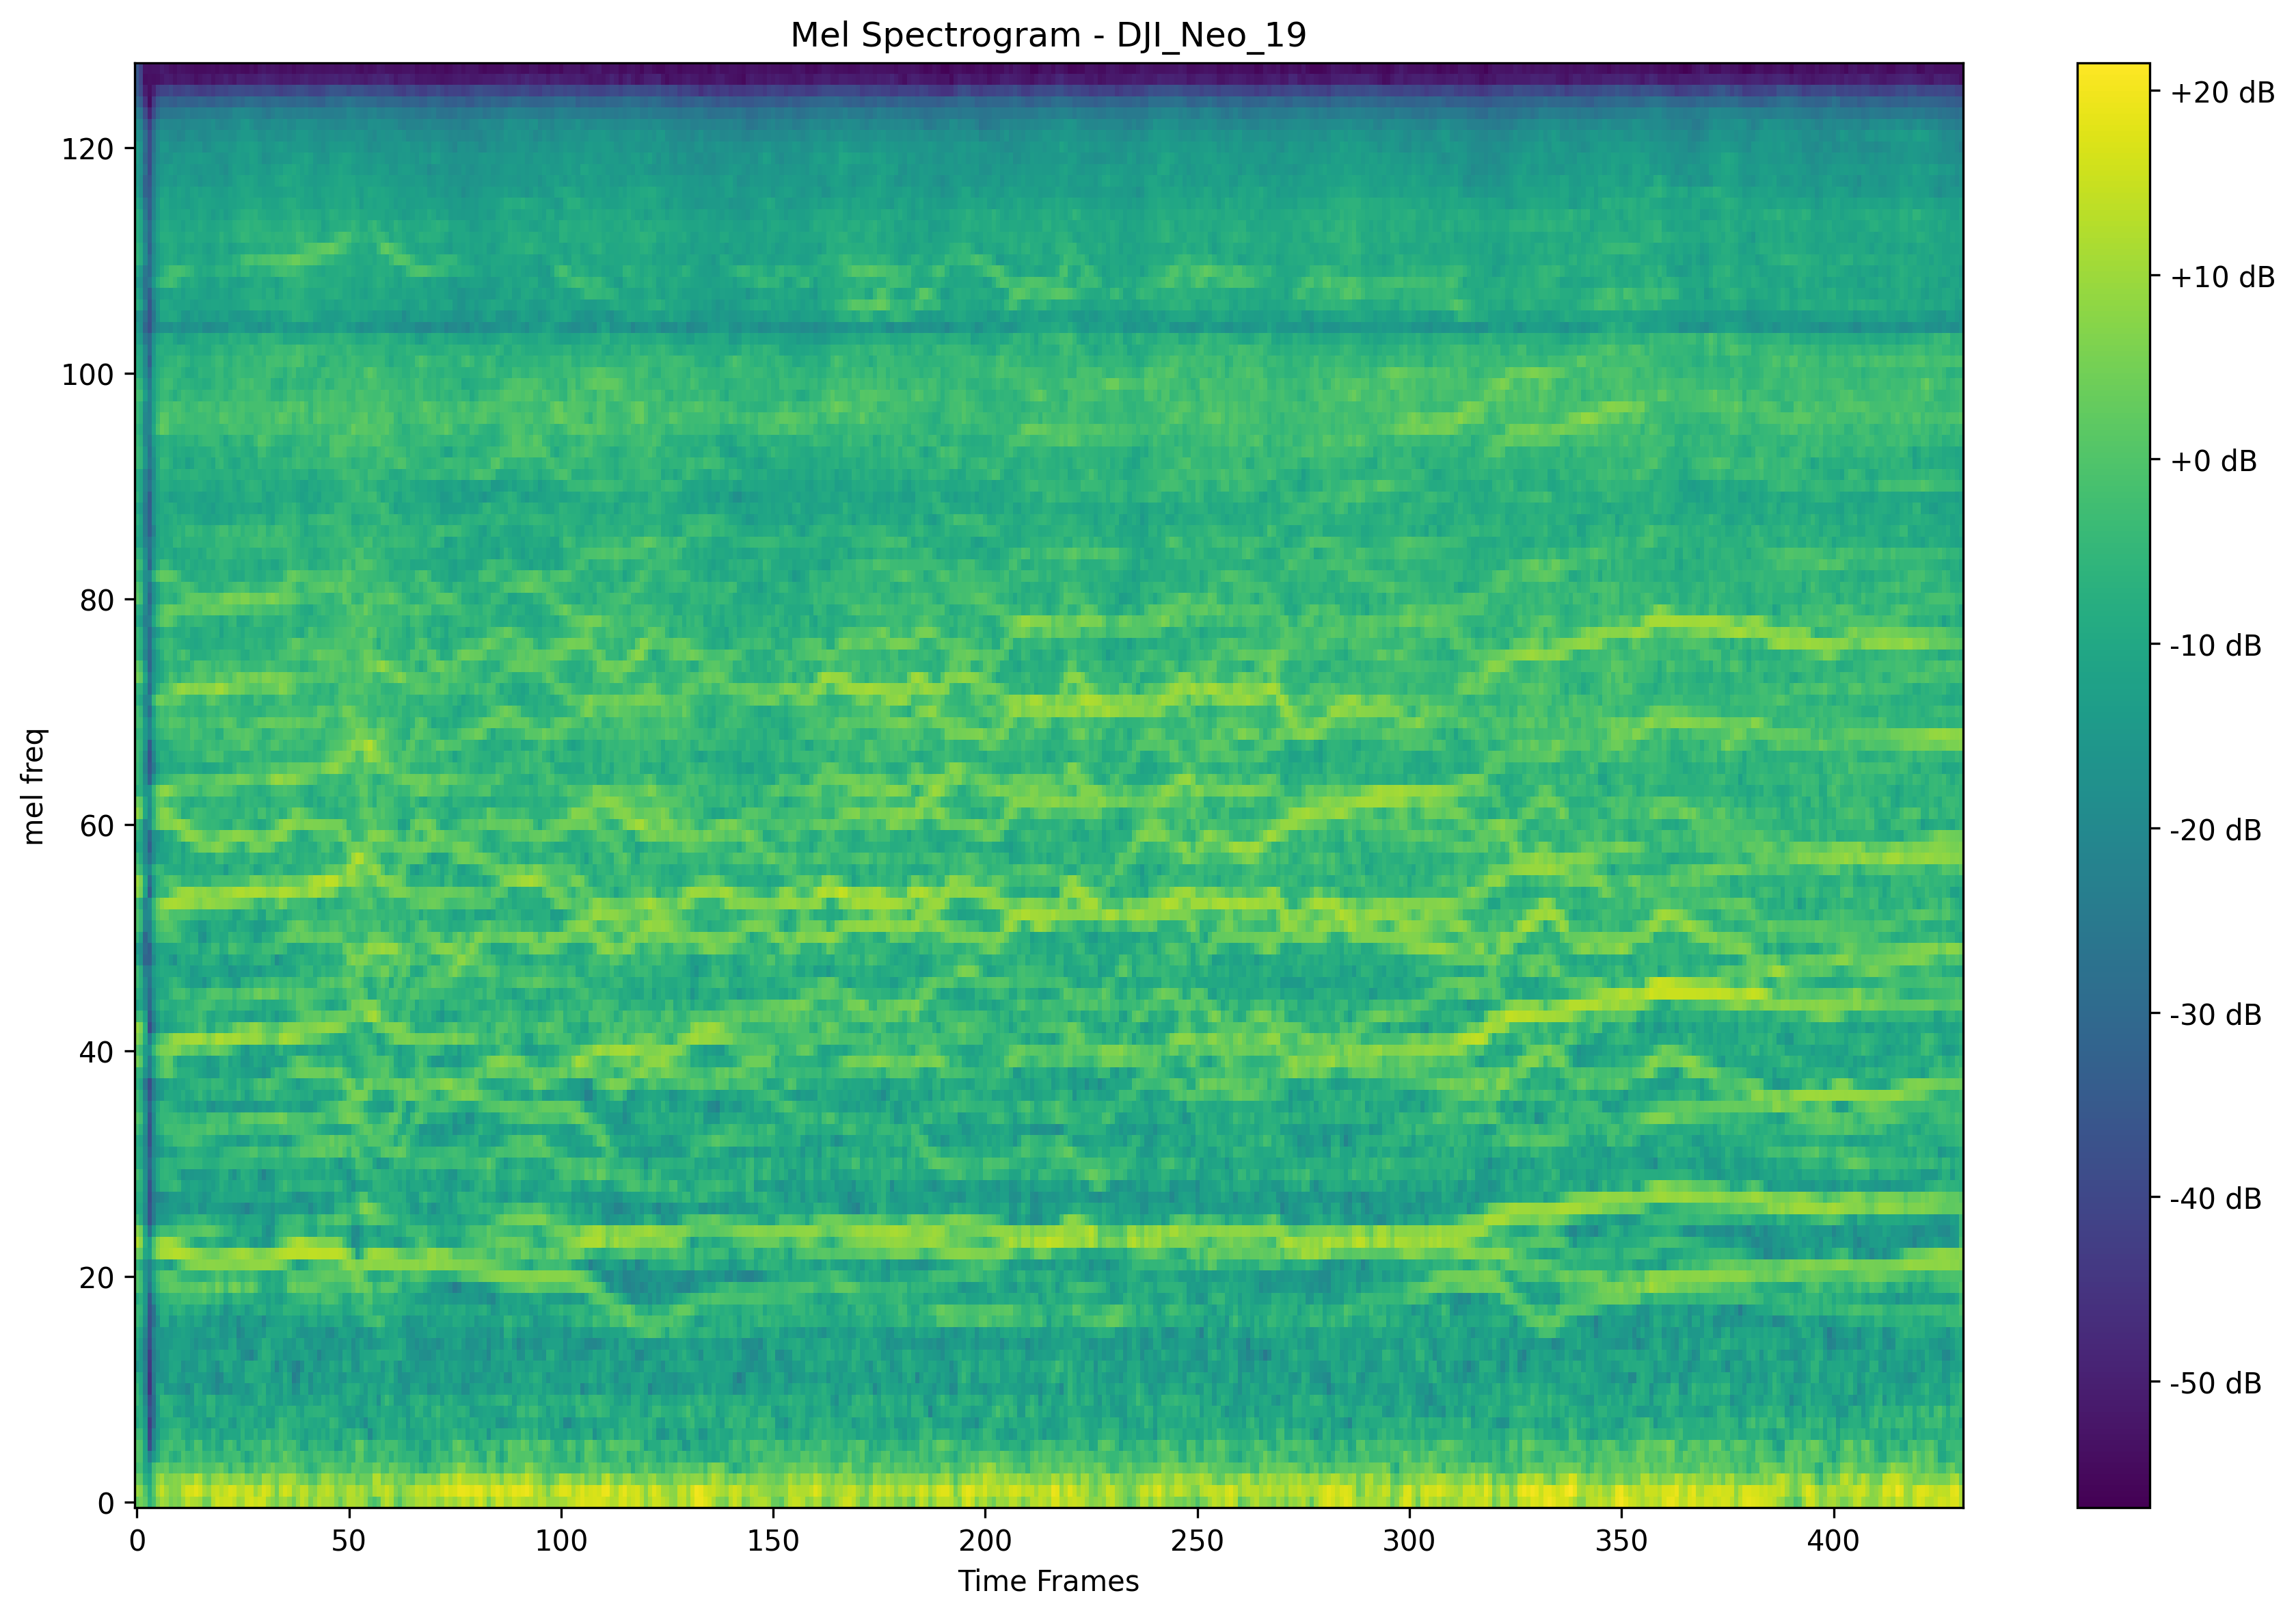 Mel Spectrogram - DJI_Neo_19
mel freq
120
100
80
60
40
20
0
0 50 100 150 200 250 300 350 400
Time Frames
+20 dB
+10 dB
+0 dB
-10 dB
-20 dB
-30 dB
-40 dB
-50 dB